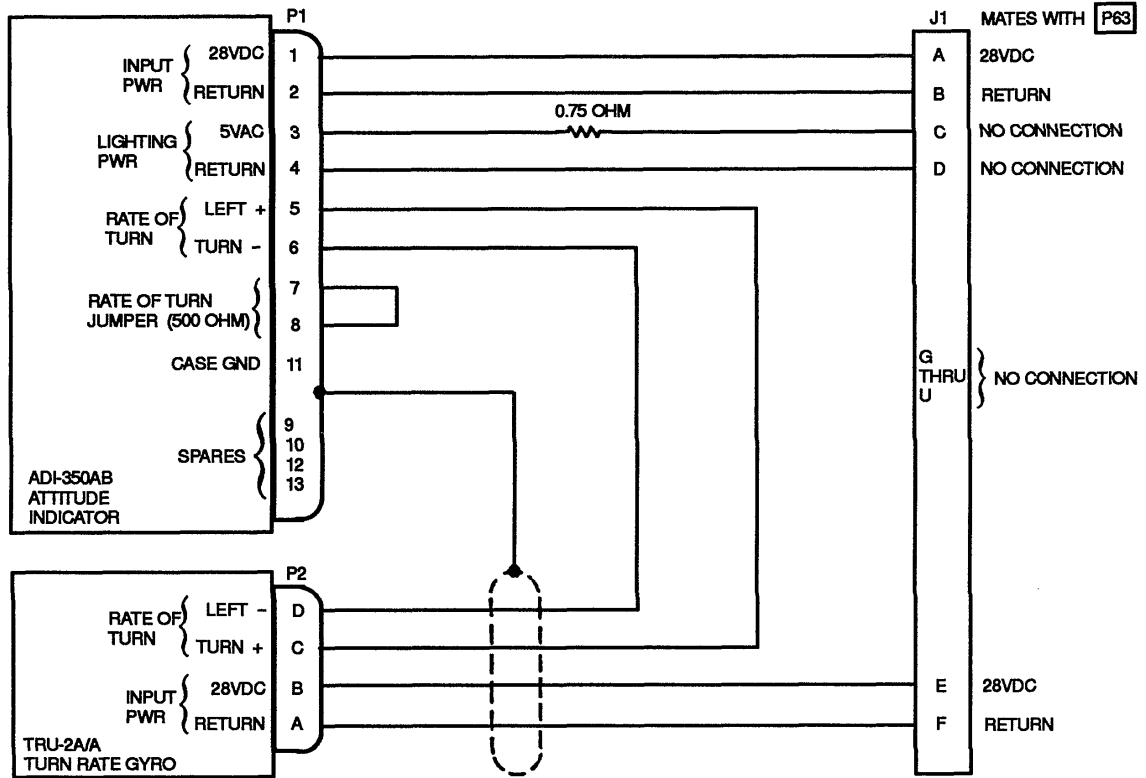 P1
J1 MATES WITH P63
INPUT PWR
28VDC 1
RETURN 2
A 28VDC
B RETURN
0.75 OHM
LIGHTING PWR
5VAC 3
RETURN 4
C NO CONNECTION
D NO CONNECTION
RATE OF TURN
LEFT + 5
TURN - 6
RATE OF TURN
JUMPER (500 OHM)
7
8
CASE GND 11
G
THRU
U
NO CONNECTION
SPARES
9
10
12
13
ADI-350AB
ATTITUDE
INDICATOR
P2
RATE OF TURN
LEFT - D
TURN + C
INPUT PWR
28VDC B
RETURN A
E 28VDC
F RETURN
TRU-2A/A
TURN RATE GYRO